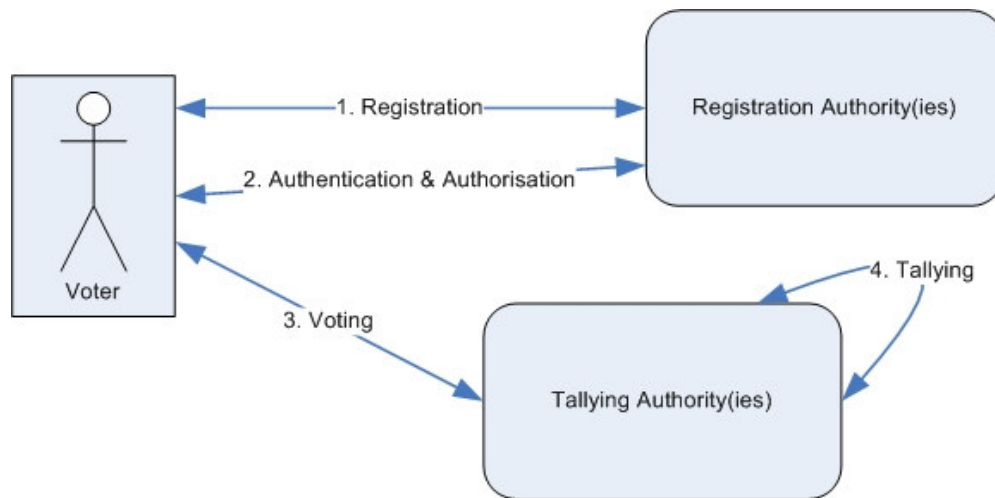 1. Registration
Registration Authority(ies)
2. Authentication & Authorisation
Voter
3. Voting
4. Tallying
Tallying Authority(ies)